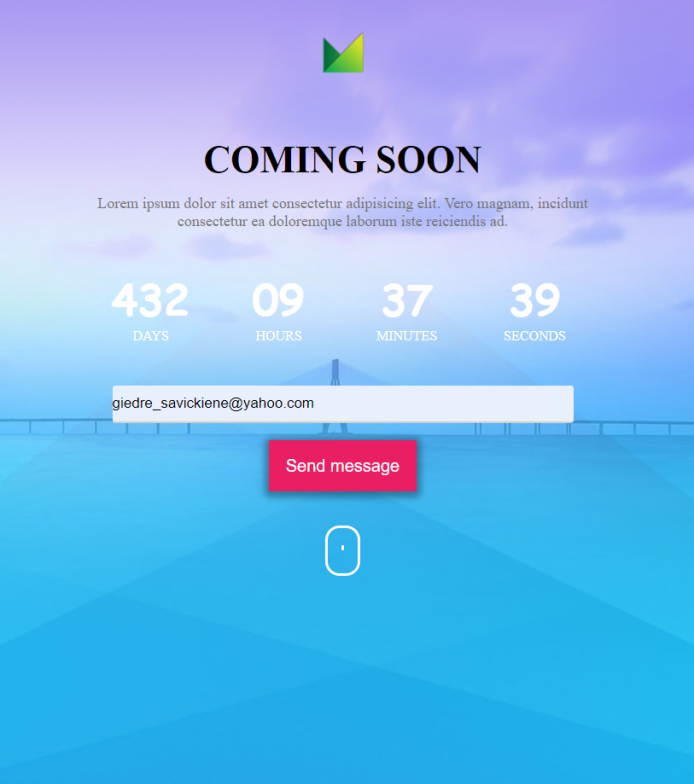 COMING SOON
Lorem ipsum dolor sit amet consectetur adipisicing elit. Vero magnam, incidunt
consectetur ea doloremque laborum iste reiciendis ad.
432 09 37 39
DAYS HOURS MINUTES SECONDS
giedre_savickiene@yahoo.com
Send message